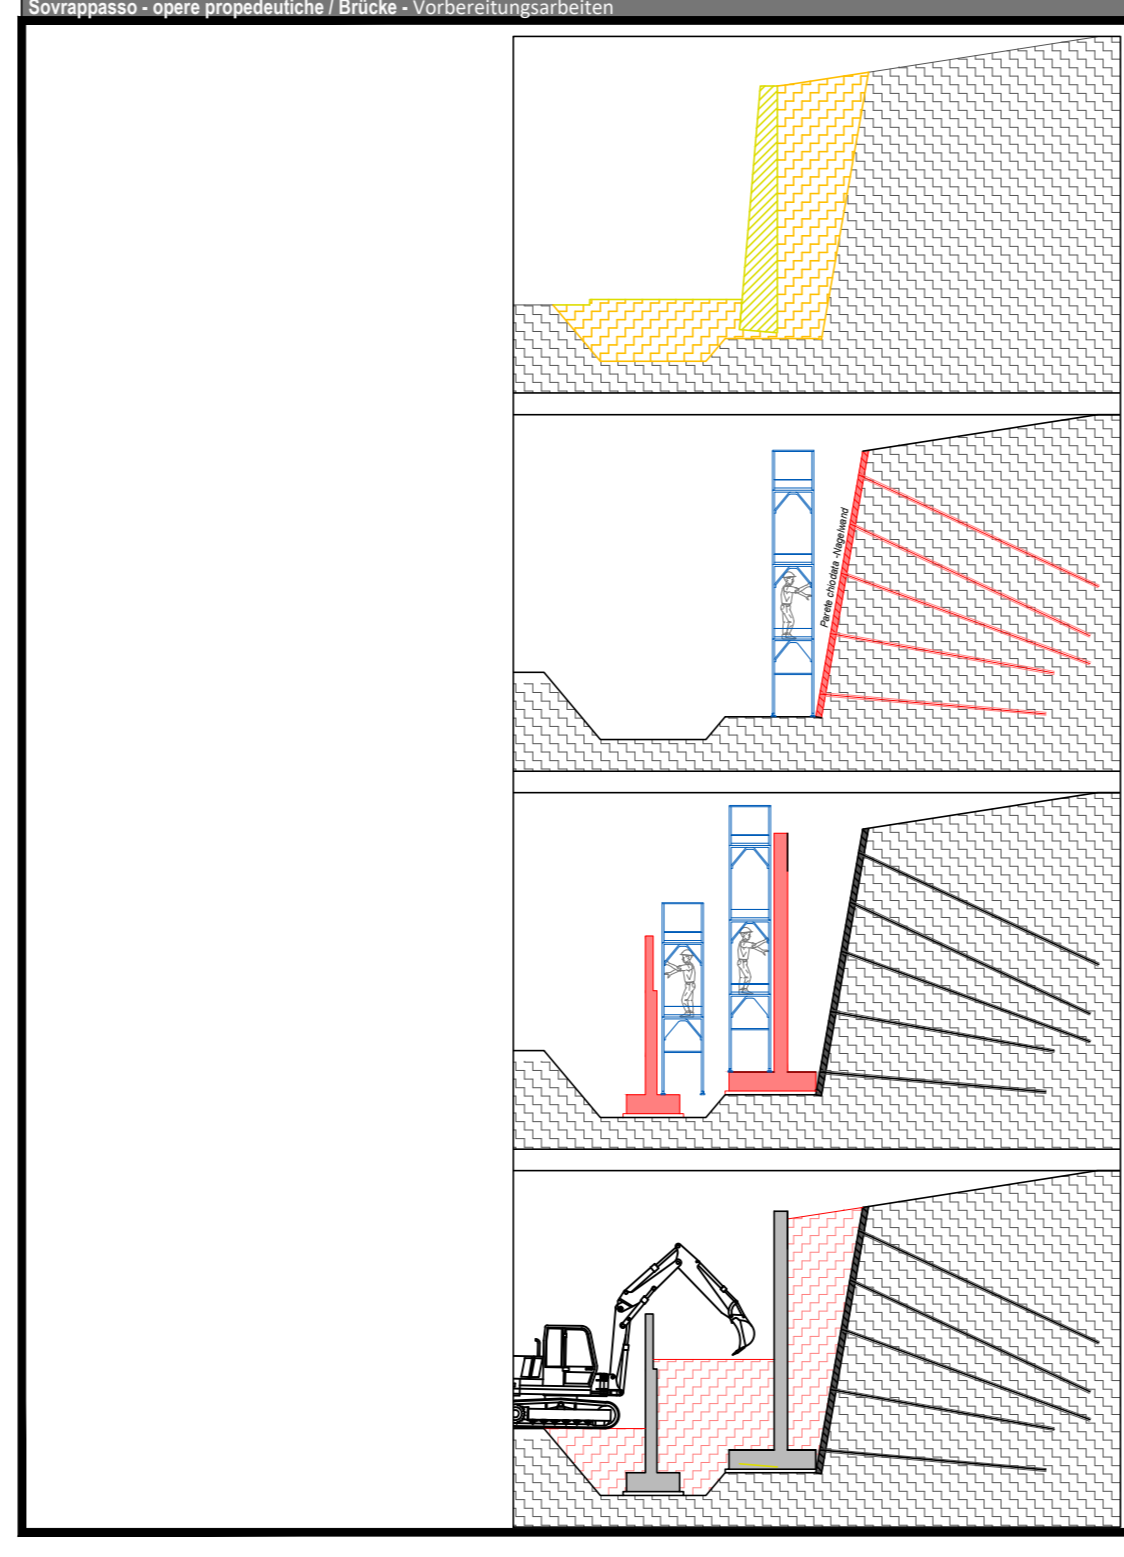 Sovrappasso - opere propedeutiche / Brücke - Vorbereitungsarbeiten
Parete chiodata -Nagelwand